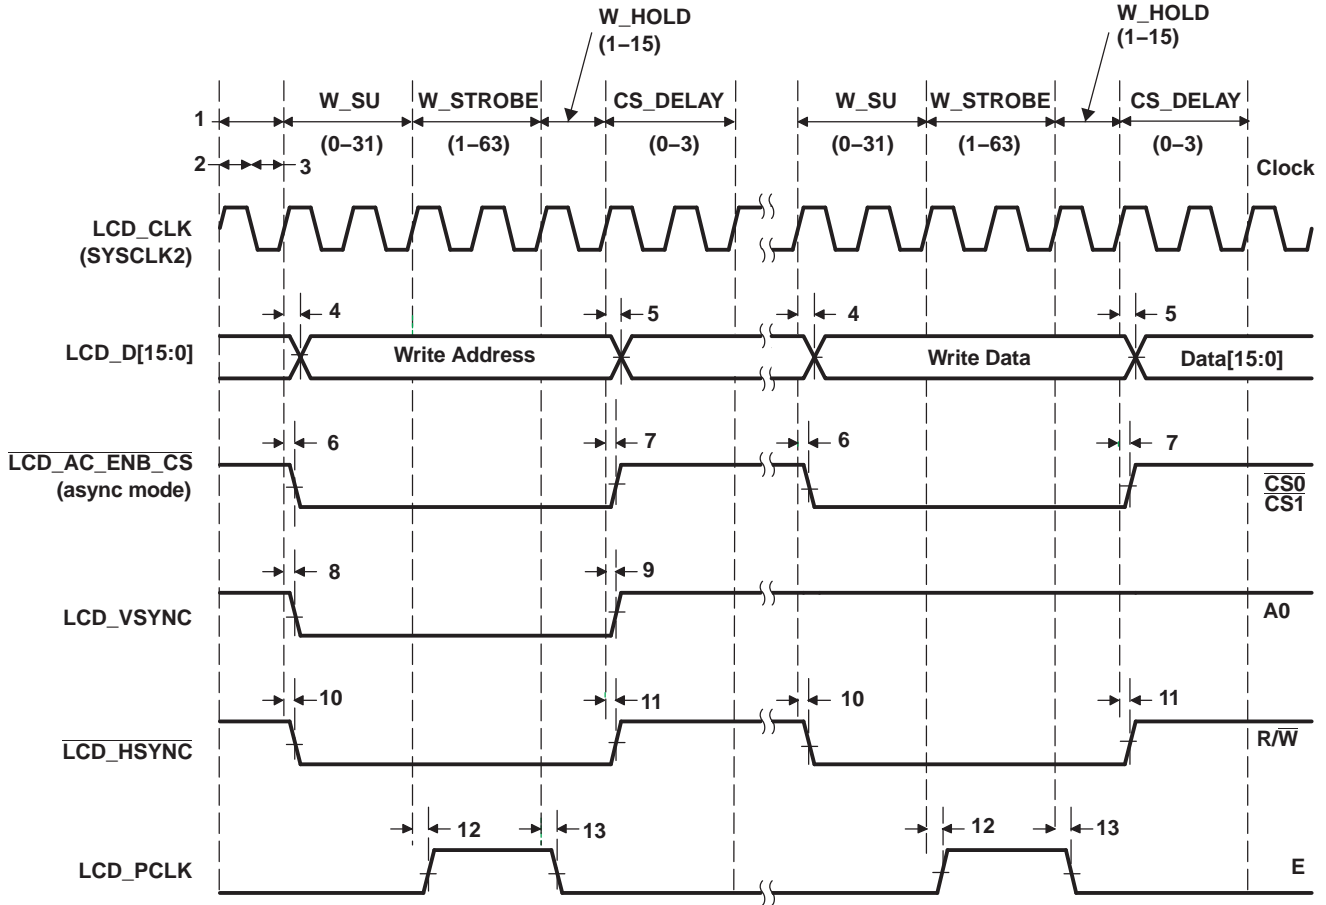 W_HOLD
(1–15)
W_HOLD
(1–15)
W_SU
W_STROBE
CS_DELAY
W_SU
W_STROBE
CS_DELAY
1
(0–31)
(1–63)
(0–3)
(0–31)
(1–63)
(0–3)
2
3
Clock
LCD_CLK
(SYSCLK2)
4
5
4
5
LCD_D[15:0]
Write Address
Write Data
Data[15:0]
6
7
6
7
LCD_AC_ENB_CS
(async mode)
CS0
CS1
8
9
LCD_VSYNC
A0
10
11
10
11
LCD_HSYNC
R/W
12
13
12
13
LCD_PCLK
E